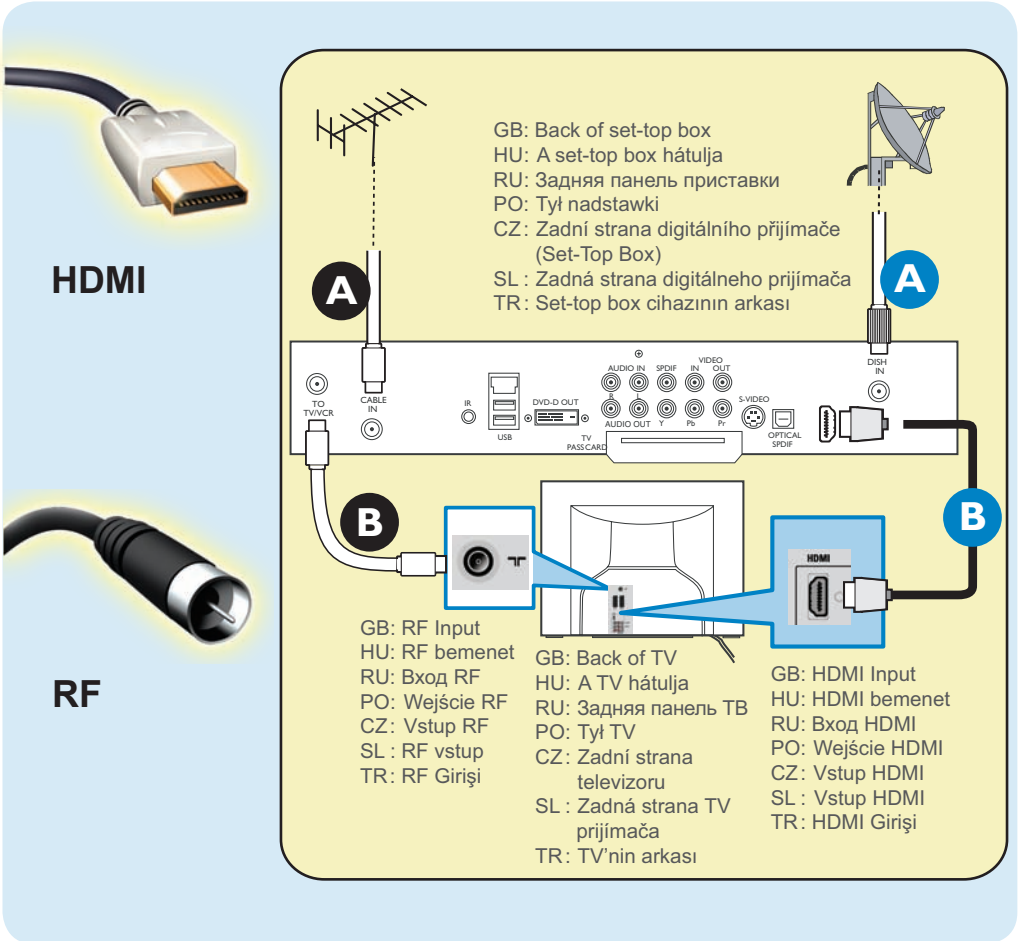 HDMI
RF
GB: Back of set-top box
HU: A set-top box hátulja
RU: Задняя панель приставки
PO: Tył nadstawki
CZ: Zadní strana digitálního přijímače
(Set-Top Box)
SL : Zadná strana digitálneho prijímača
TR: Set-top box cihazının arkası
A
A
TO
TV/VCR
CABLE
IN
IR
USB
DVD-D OUT
TV
PASSCARD
AUDIO IN
SPDIF
VIDEO
IN
OUT
R
L
AUDIO OUT
Y
Pb
Pr
S-VIDEO
OPTICAL
SPDIF
DISH
IN
B
B
HDMI
GB: RF Input
HU: RF bemenet
RU: Вход RF
PO: Wejście RF
CZ: Vstup RF
SL : RF vstup
TR: RF Girişi
GB: Back of TV
HU: A TV hátulja
RU: Задняя панель ТВ
PO: Tył TV
CZ: Zadní strana
televizoru
SL : Zadná strana TV
prijímača
TR: TV’nin arkası
GB: HDMI Input
HU: HDMI bemenet
RU: Вход HDMI
PO: Wejście HDMI
CZ: Vstup HDMI
SL : Vstup HDMI
TR: HDMI Girişi